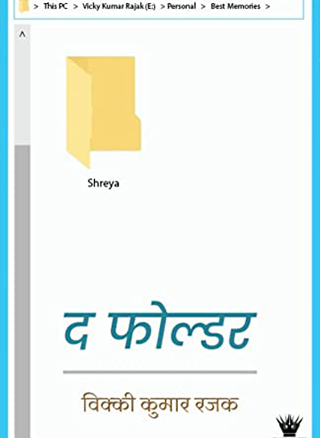 > This PC > Vicky Kumar Rajak (E:) > Personal > Best Memories >
Shreya
द फोल्डर
विक्की कुमार रजक